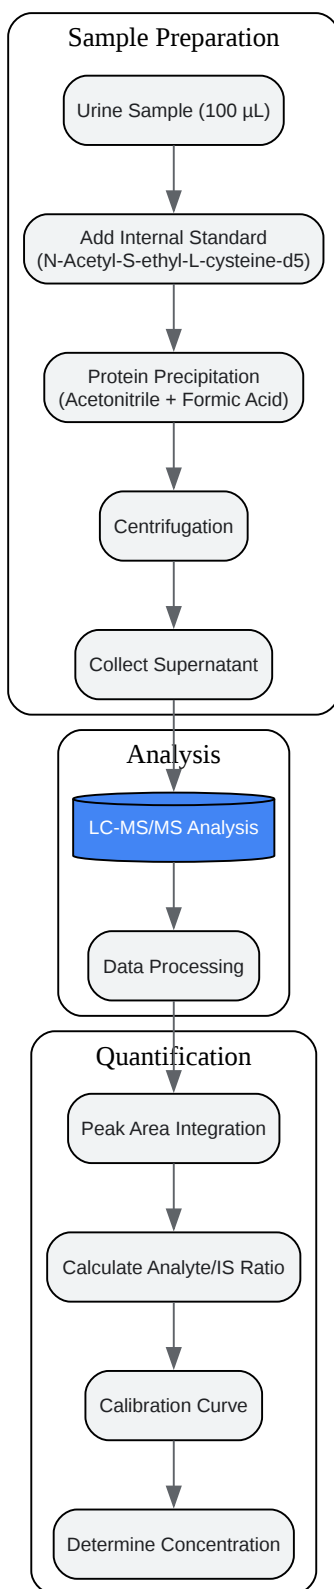 Sample Preparation
Urine Sample (100 µL)
Add Internal Standard
(N-Acetyl-S-ethyl-L-cysteine-d5)
Protein Precipitation
(Acetonitrile + Formic Acid)
Centrifugation
Collect Supernatant
Analysis
LC-MS/MS Analysis
Data Processing
Quantification
Peak Area Integration
Calculate Analyte/IS Ratio
Calibration Curve
Determine Concentration